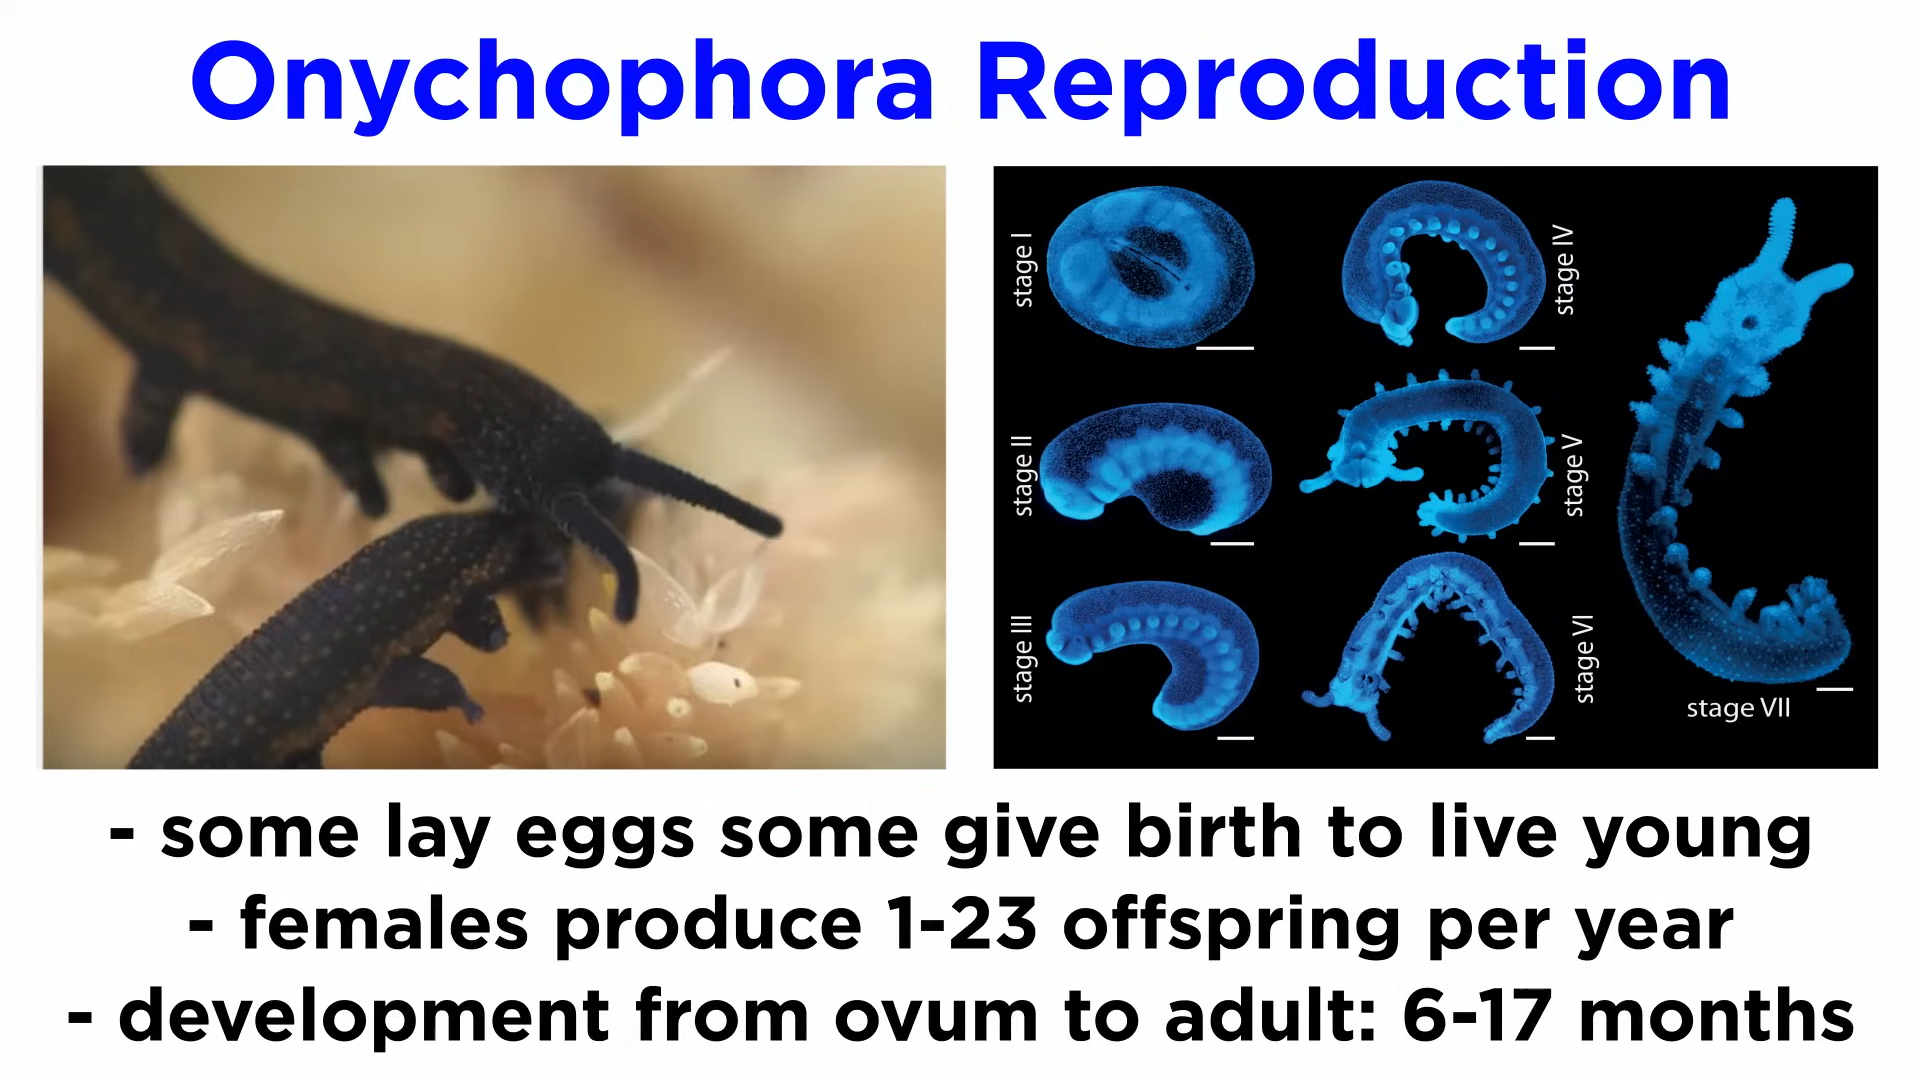 Onychophora Reproduction
stage I
stage II
stage III
stage IV
stage V
stage VI
stage VII
- some lay eggs some give birth to live young
- females produce 1-23 offspring per year
- development from ovum to adult: 6-17 months